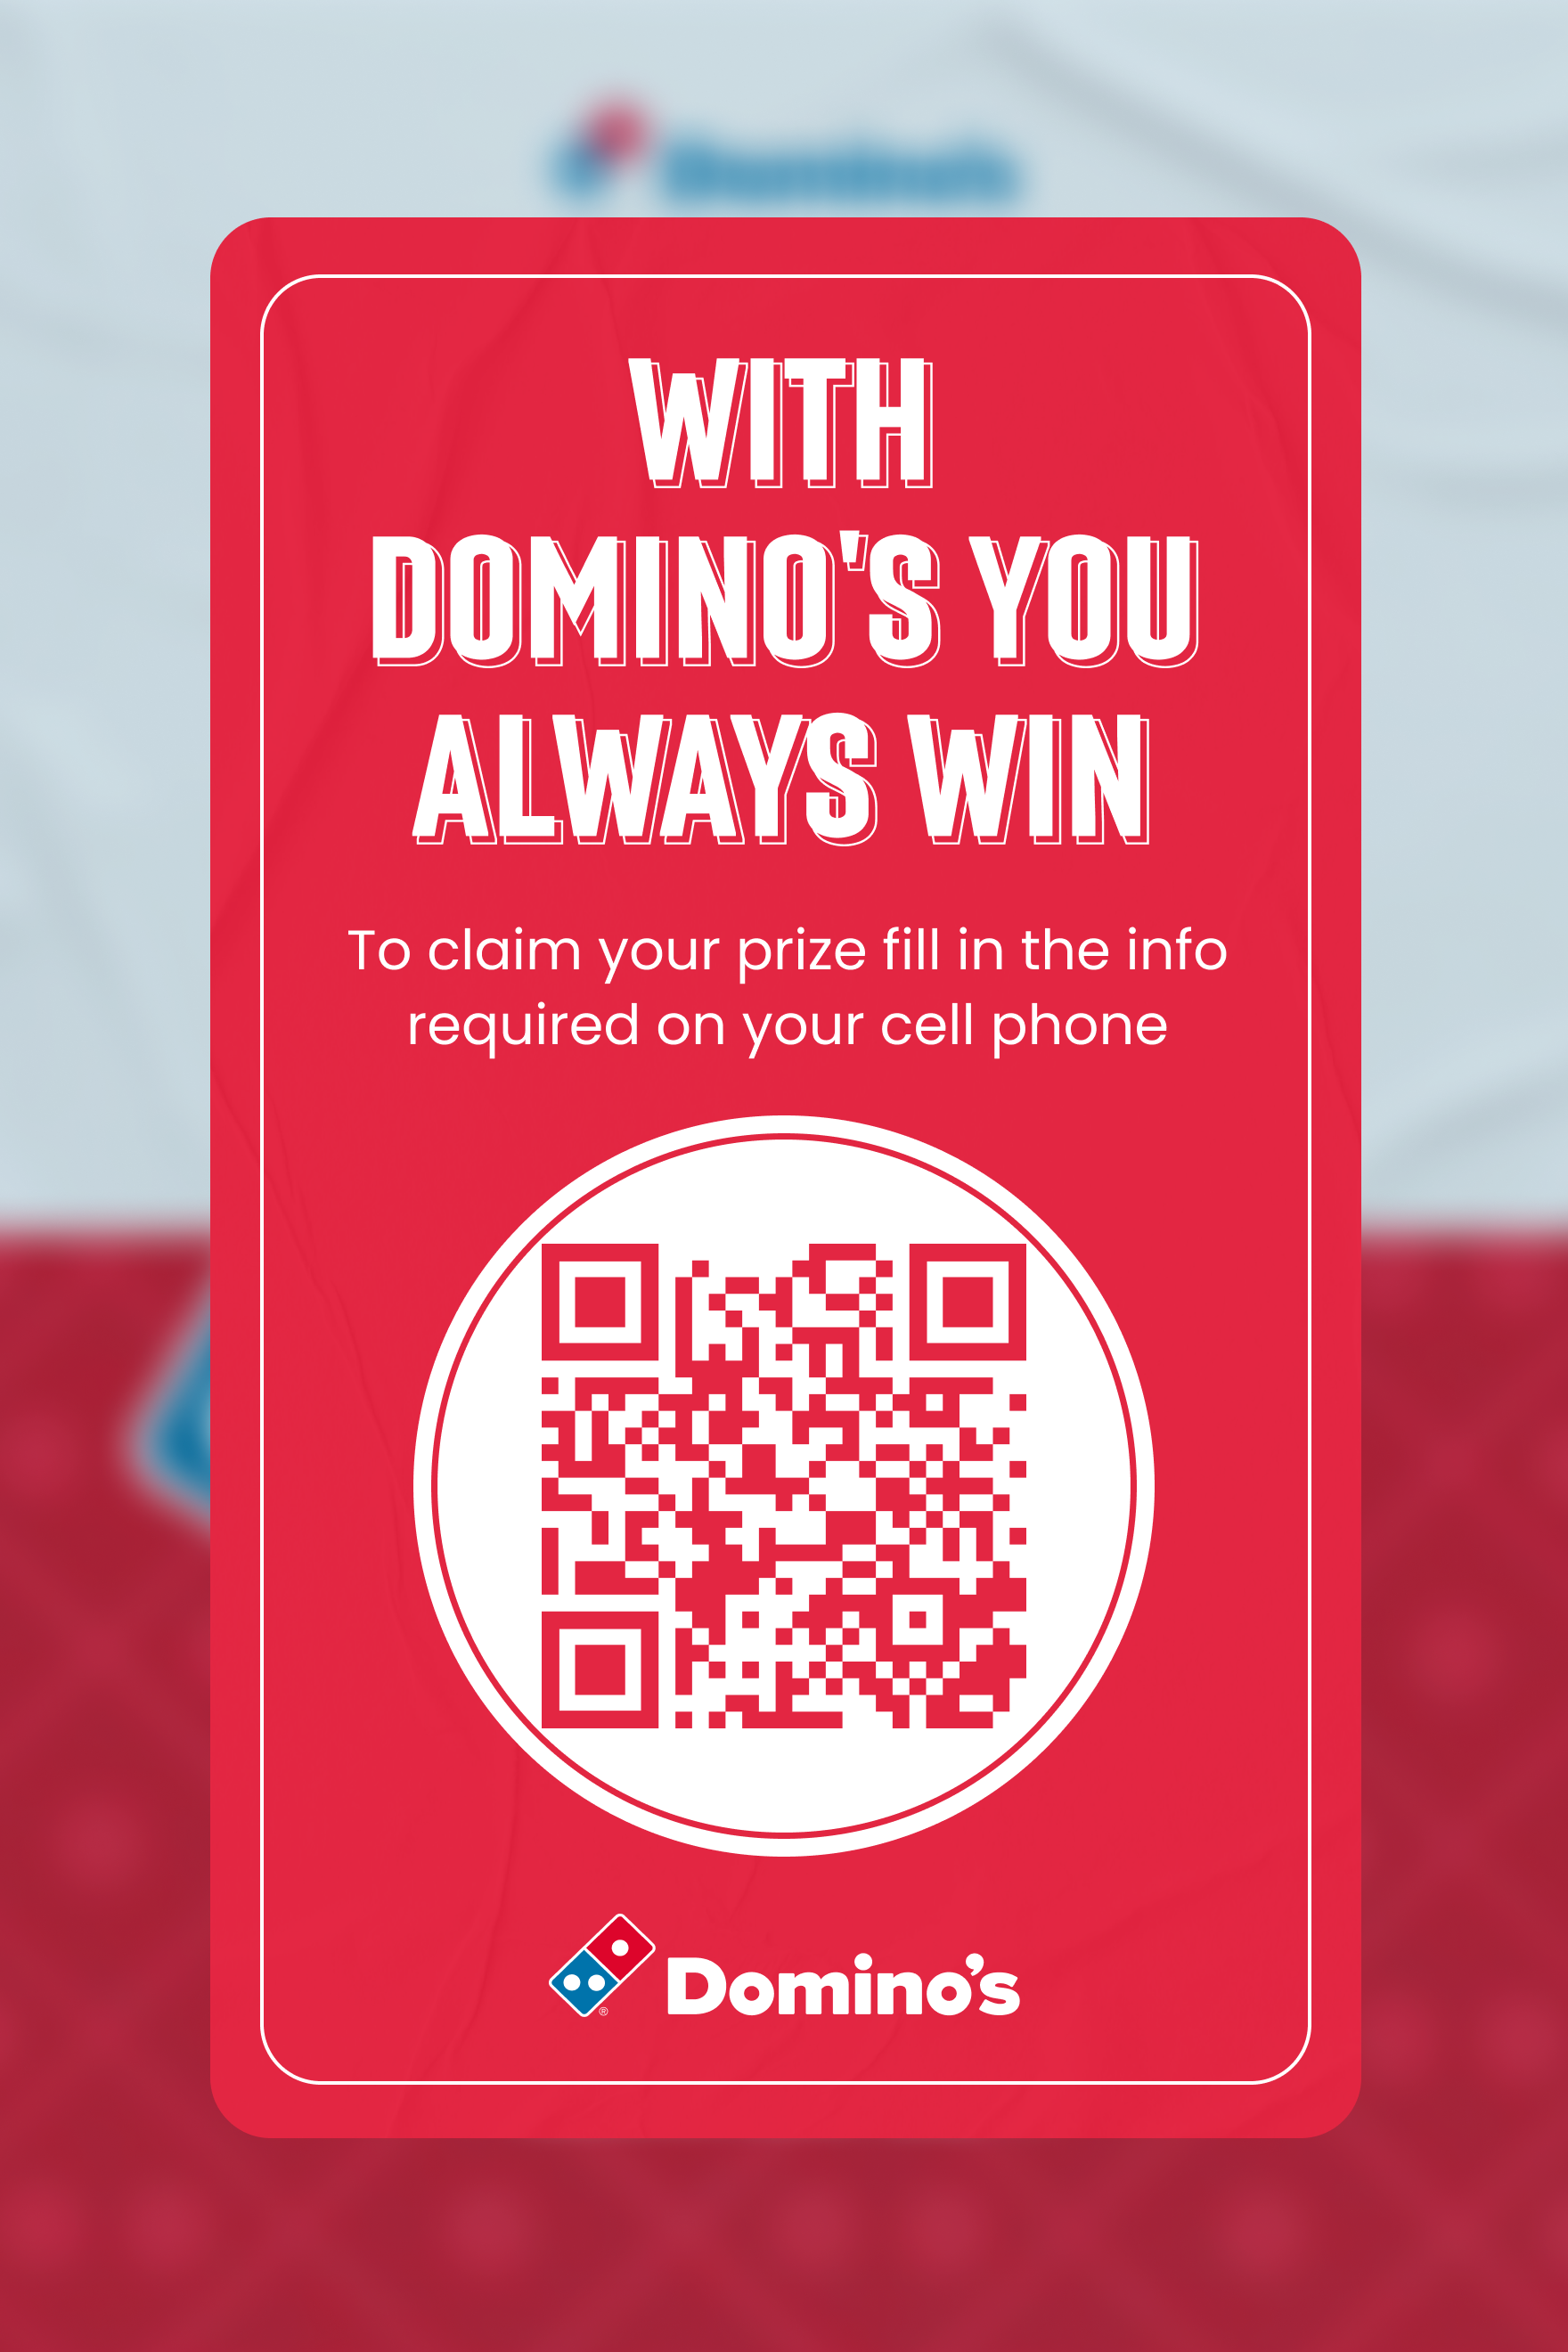 Domino's
WITH
DOMINO'S YOU
ALWAYS WIN
To claim your prize fill in the info
required on your cell phone
®
Domino's